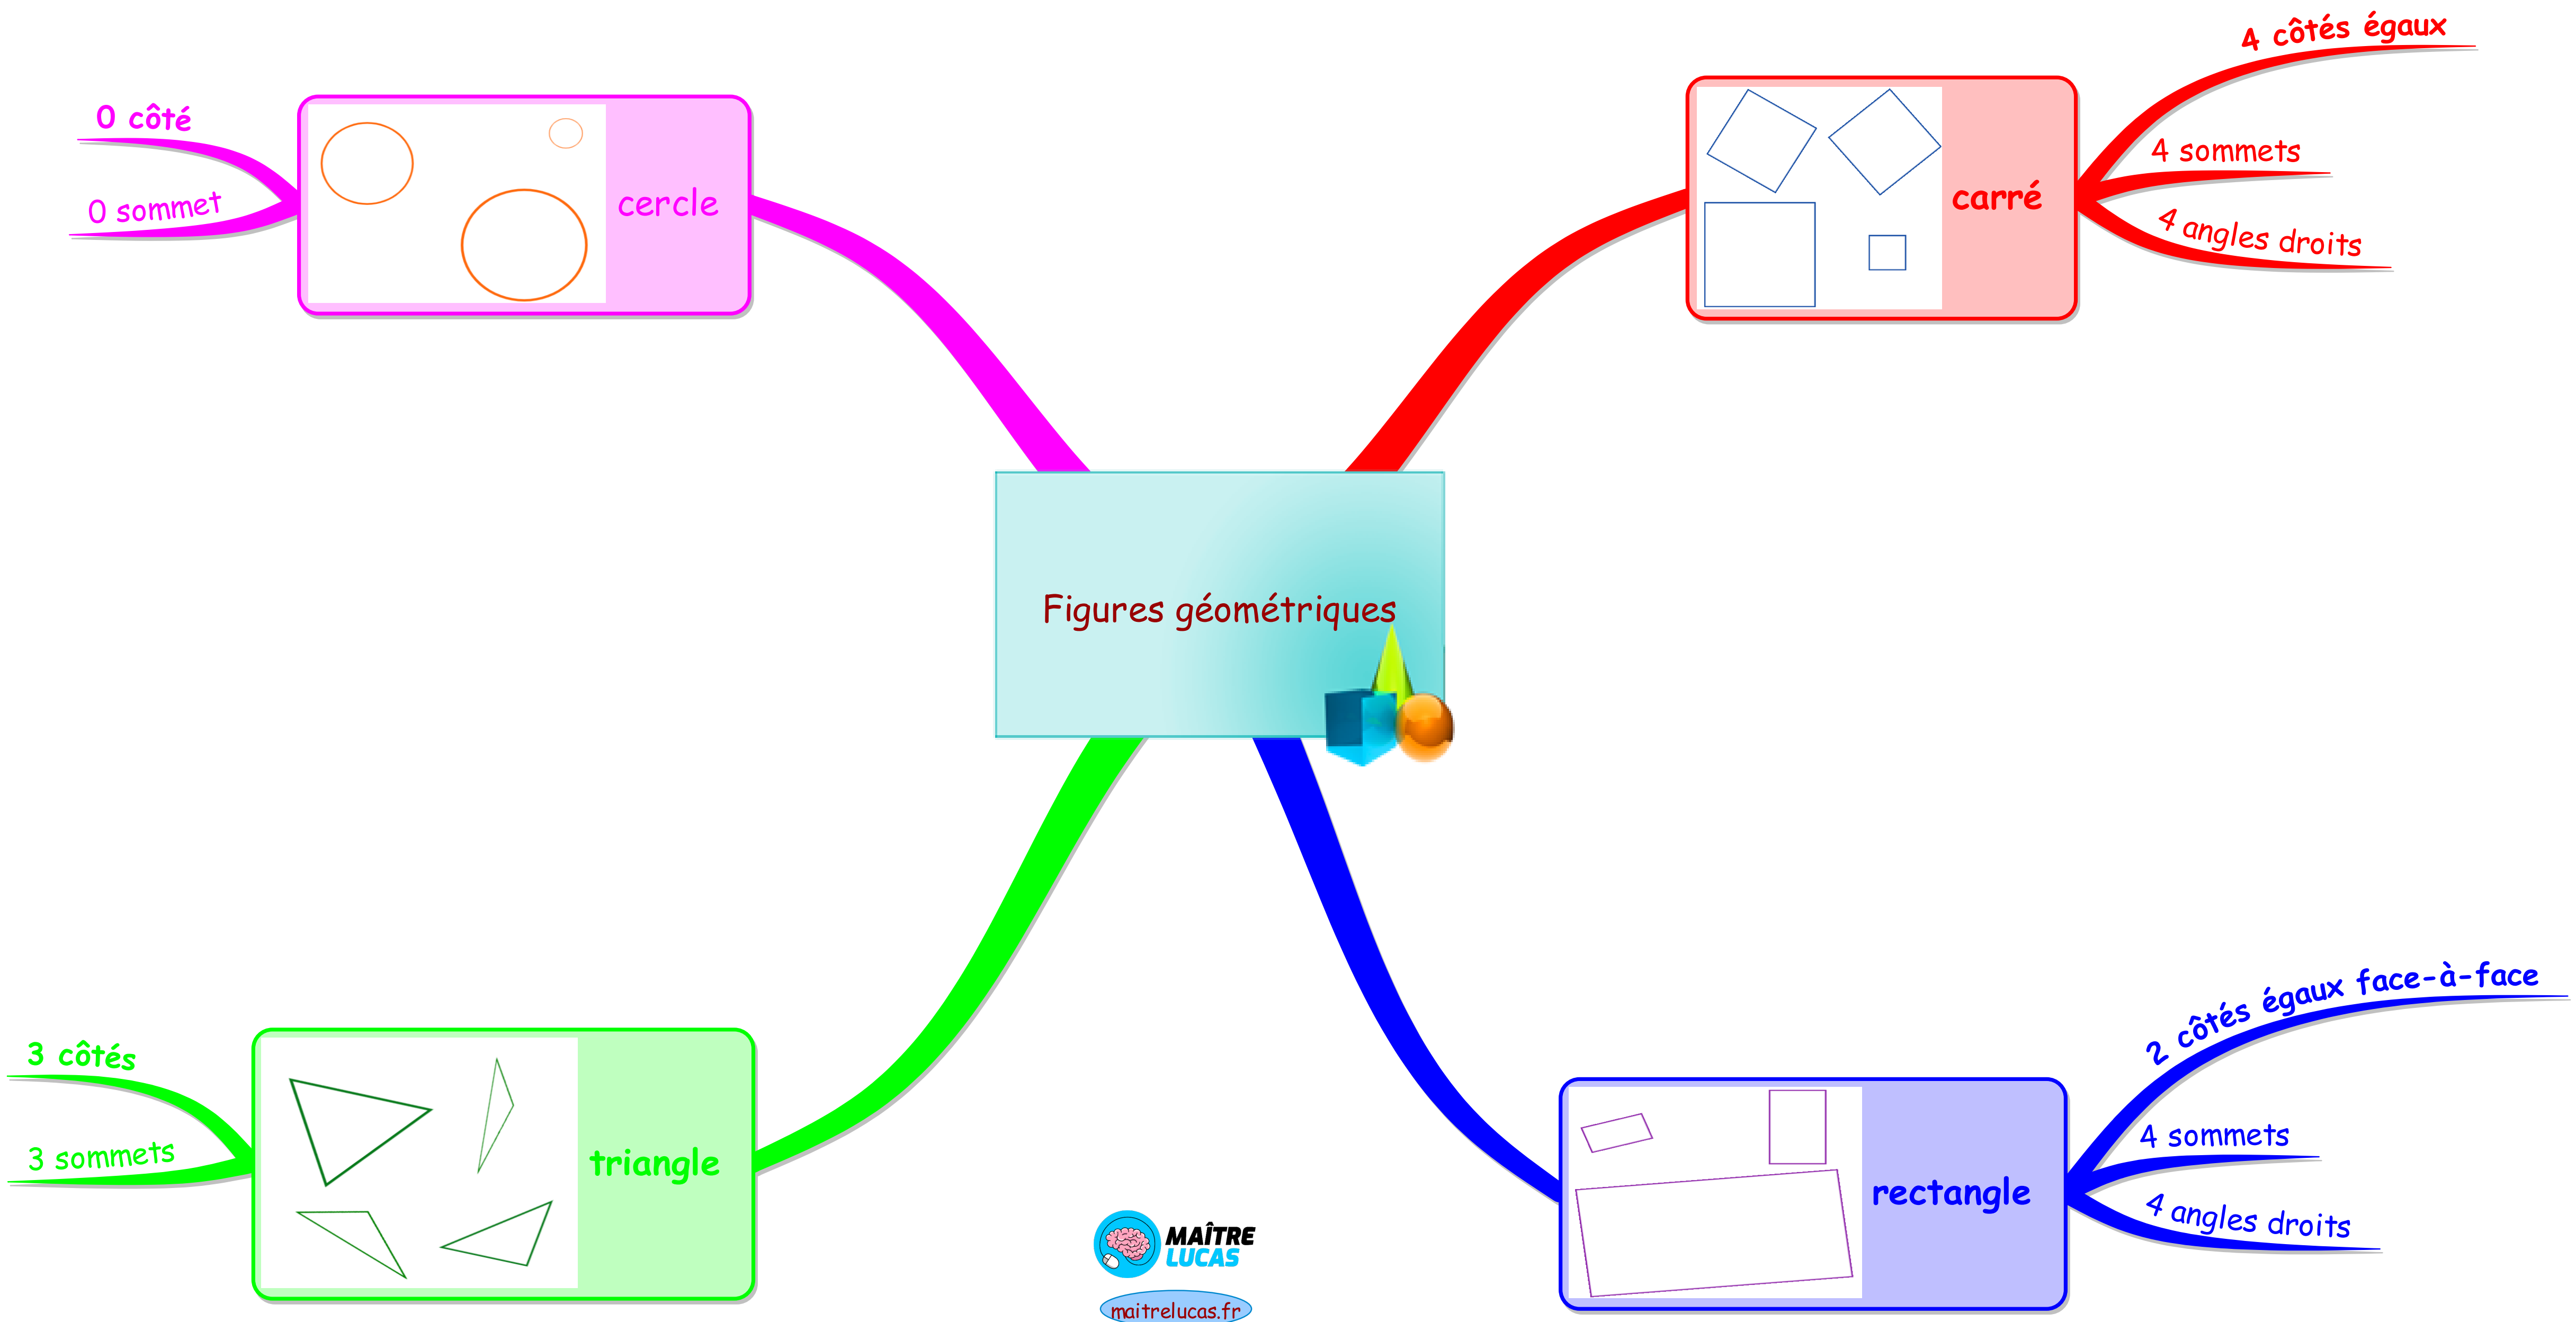 4 côtés égaux
0 côté
4 sommets
0 sommet
cercle
carré
4 angles droits
Figures géométriques
2 côtés égaux face-à-face
3 côtés
4 sommets
3 sommets
triangle
rectangle
4 angles droits
MAÎTRE
LUCAS
maitrelucas.fr